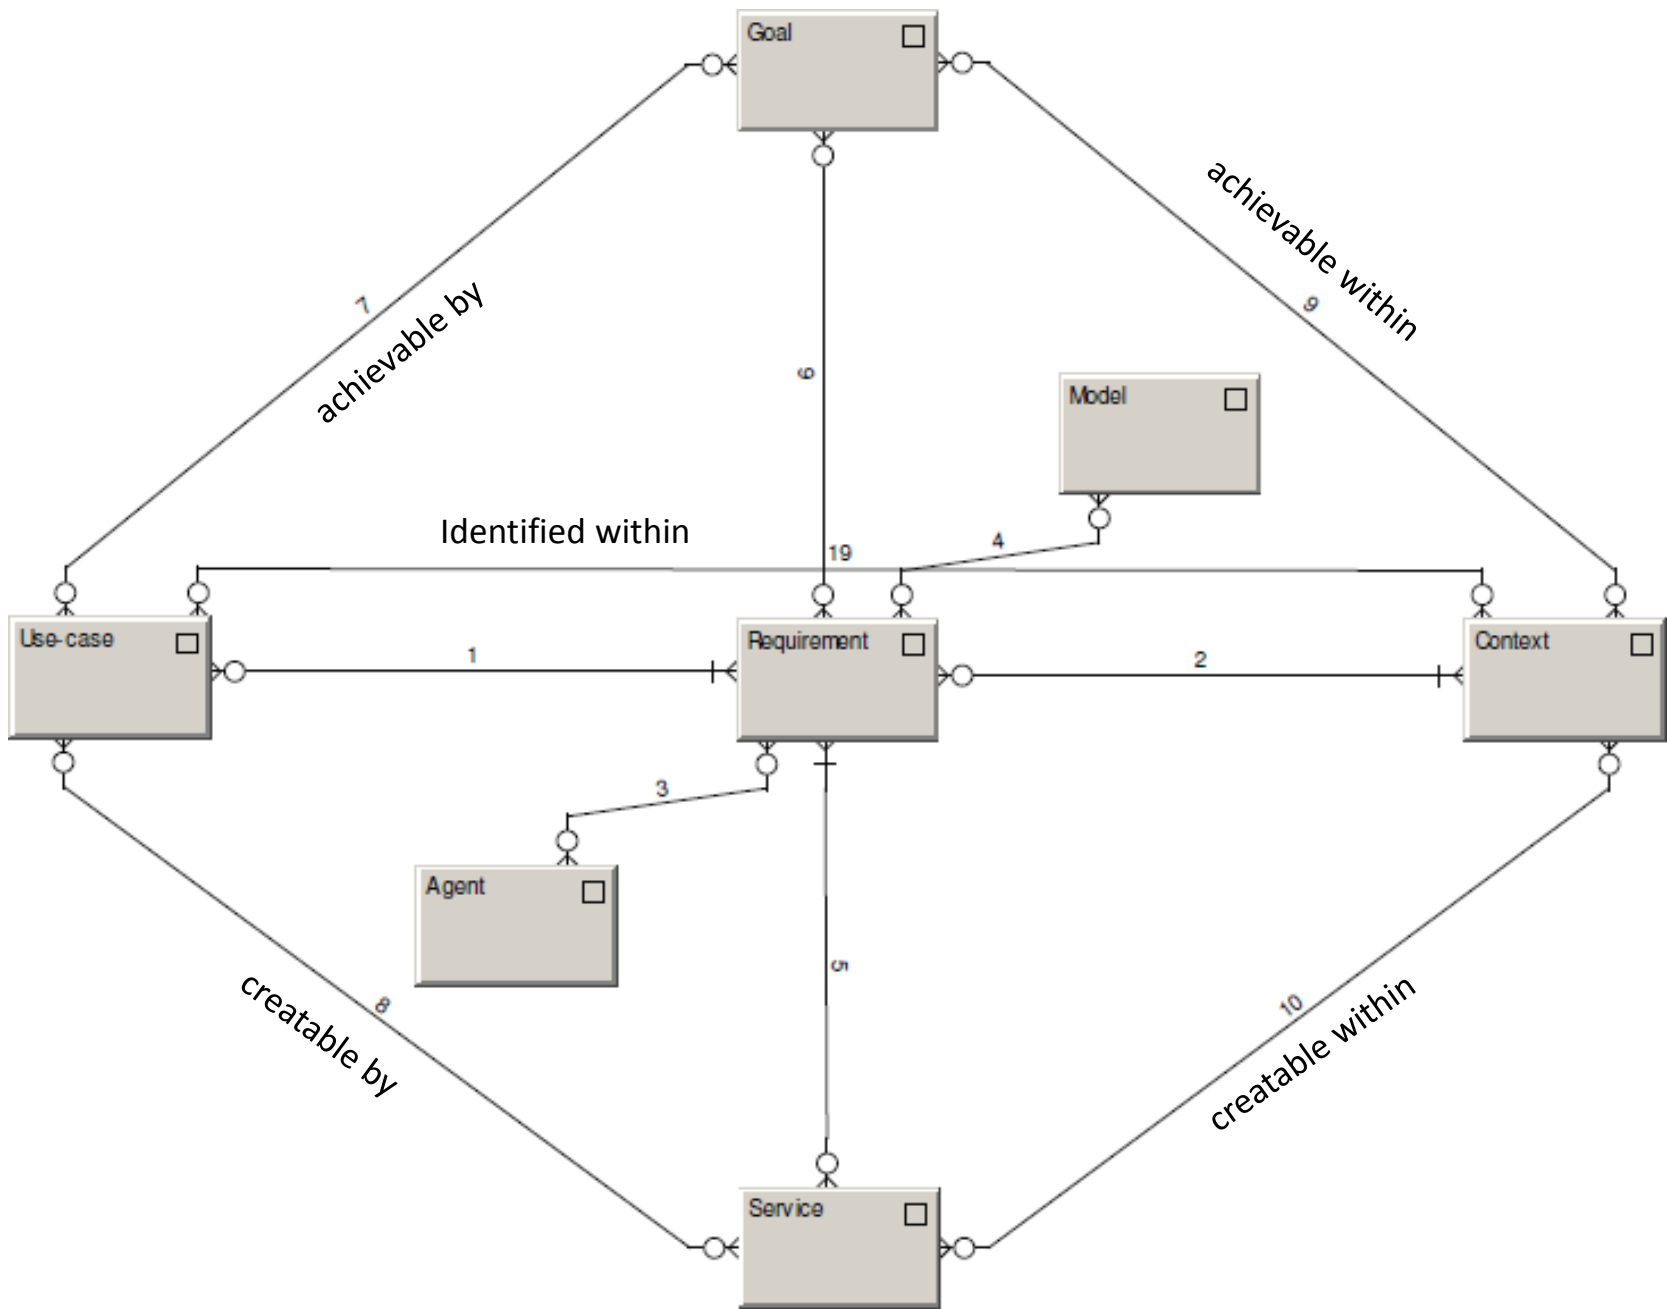 Goal
achievable within
7
9
achievable by
6
Model
Identified within
19
4
Use-case
1
Requirement
2
Context
3
Agent
5
8
creatable by
10
creatable within
Service